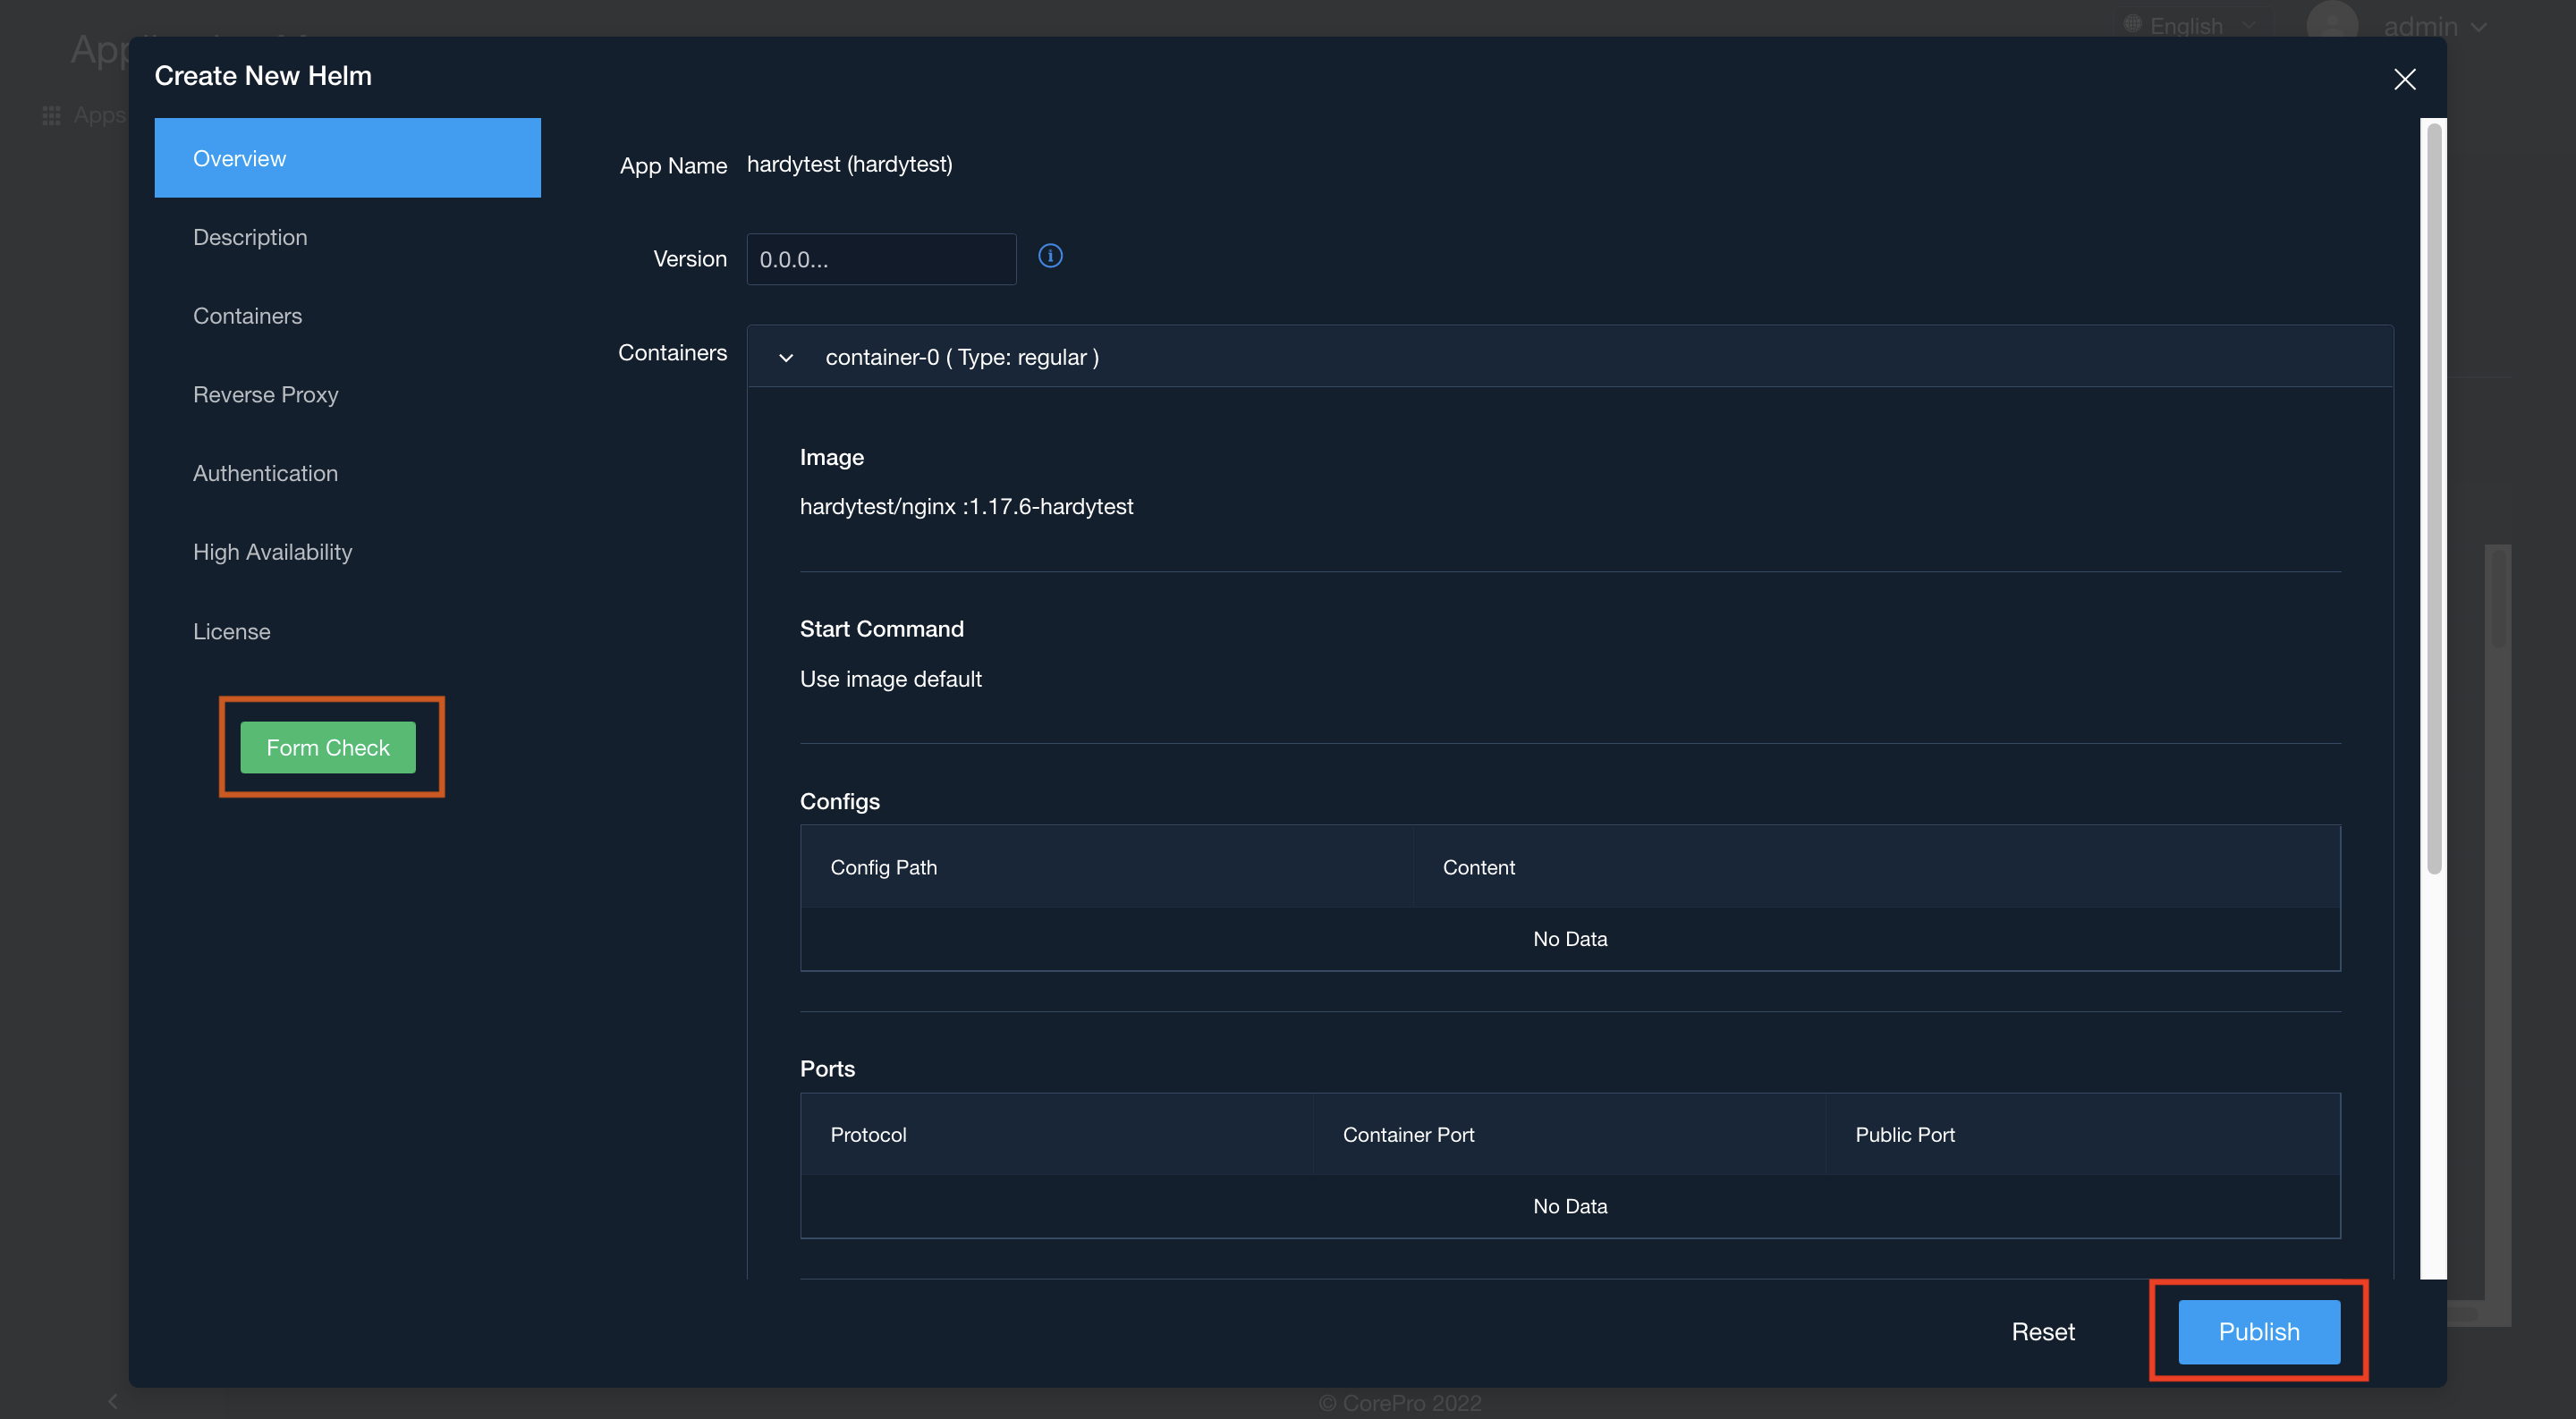 English
admin
Create New Helm
Apps
Overview
Description
Containers
Reverse Proxy
Authentication
High Availability
License
Form Check
App Name hardytest (hardytest)
Version 0.0.0...
Containers
container-0 ( Type: regular )
Image
hardytest/nginx :1.17.6-hardytest
Start Command
Use image default
Configs
Config Path Content
No Data
Ports
Protocol Container Port Public Port
No Data
Reset Publish
© CorePro 2022